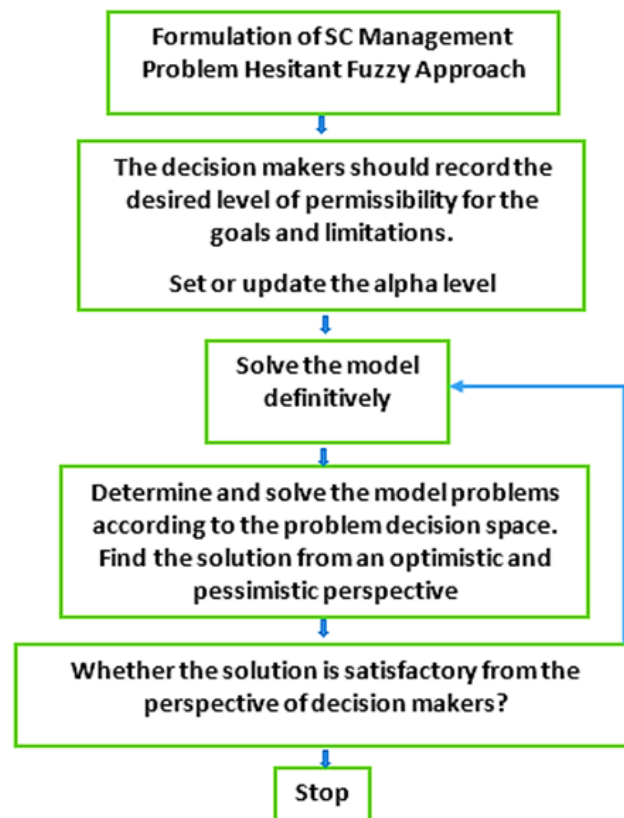 Formulation of SC Management
Problem Hesitant Fuzzy Approach
The decision makers should record the
desired level of permissibility for the
goals and limitations.
Set or update the alpha level
Solve the model
definitively
Determine and solve the model problems
according to the problem decision space.
Find the solution from an optimistic and
pessimistic perspective
Whether the solution is satisfactory from the
perspective of decision makers?
Stop